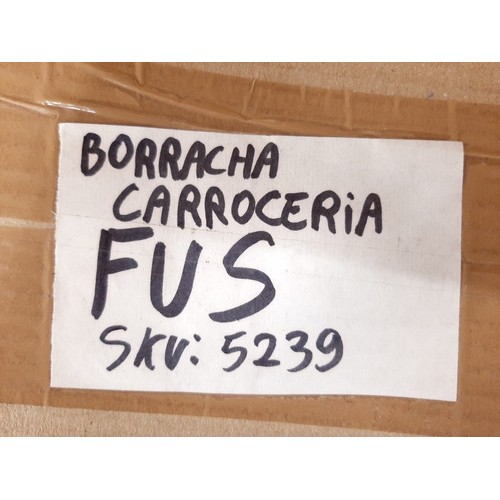 BORRACHA
CARROCERiA
FUS
SKU: 5239